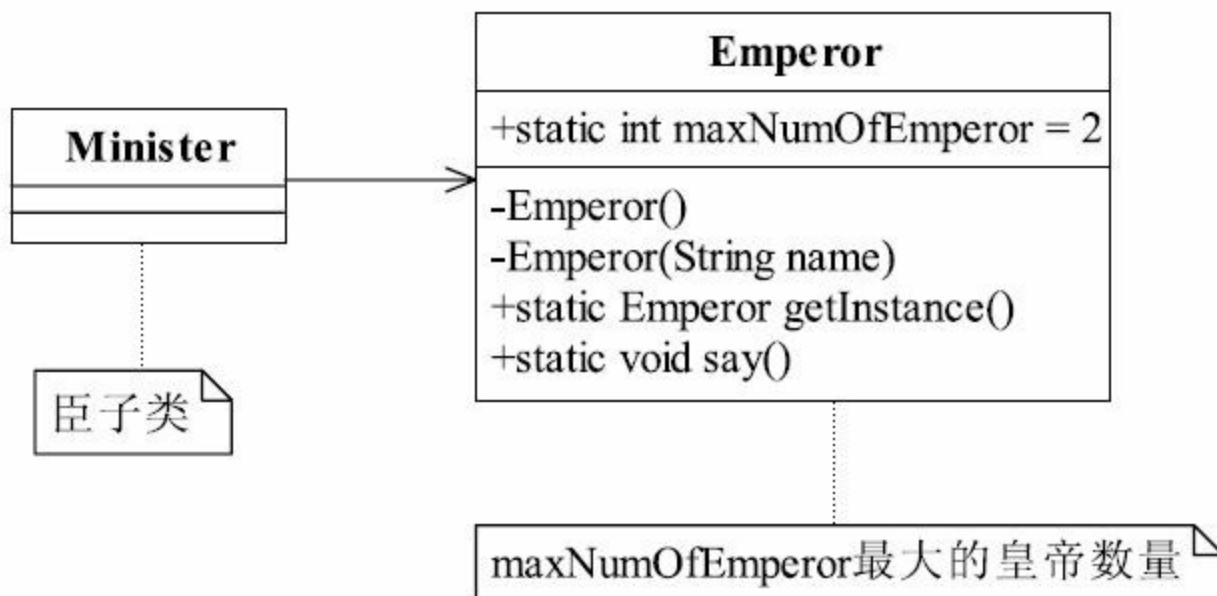 Emperor
+static int maxNumOfEmperor = 2
-Emperor()
-Emperor(String name)
+static Emperor getInstance()
+static void say()
Minister
臣子类
maxNumOfEmperor最大的皇帝数量